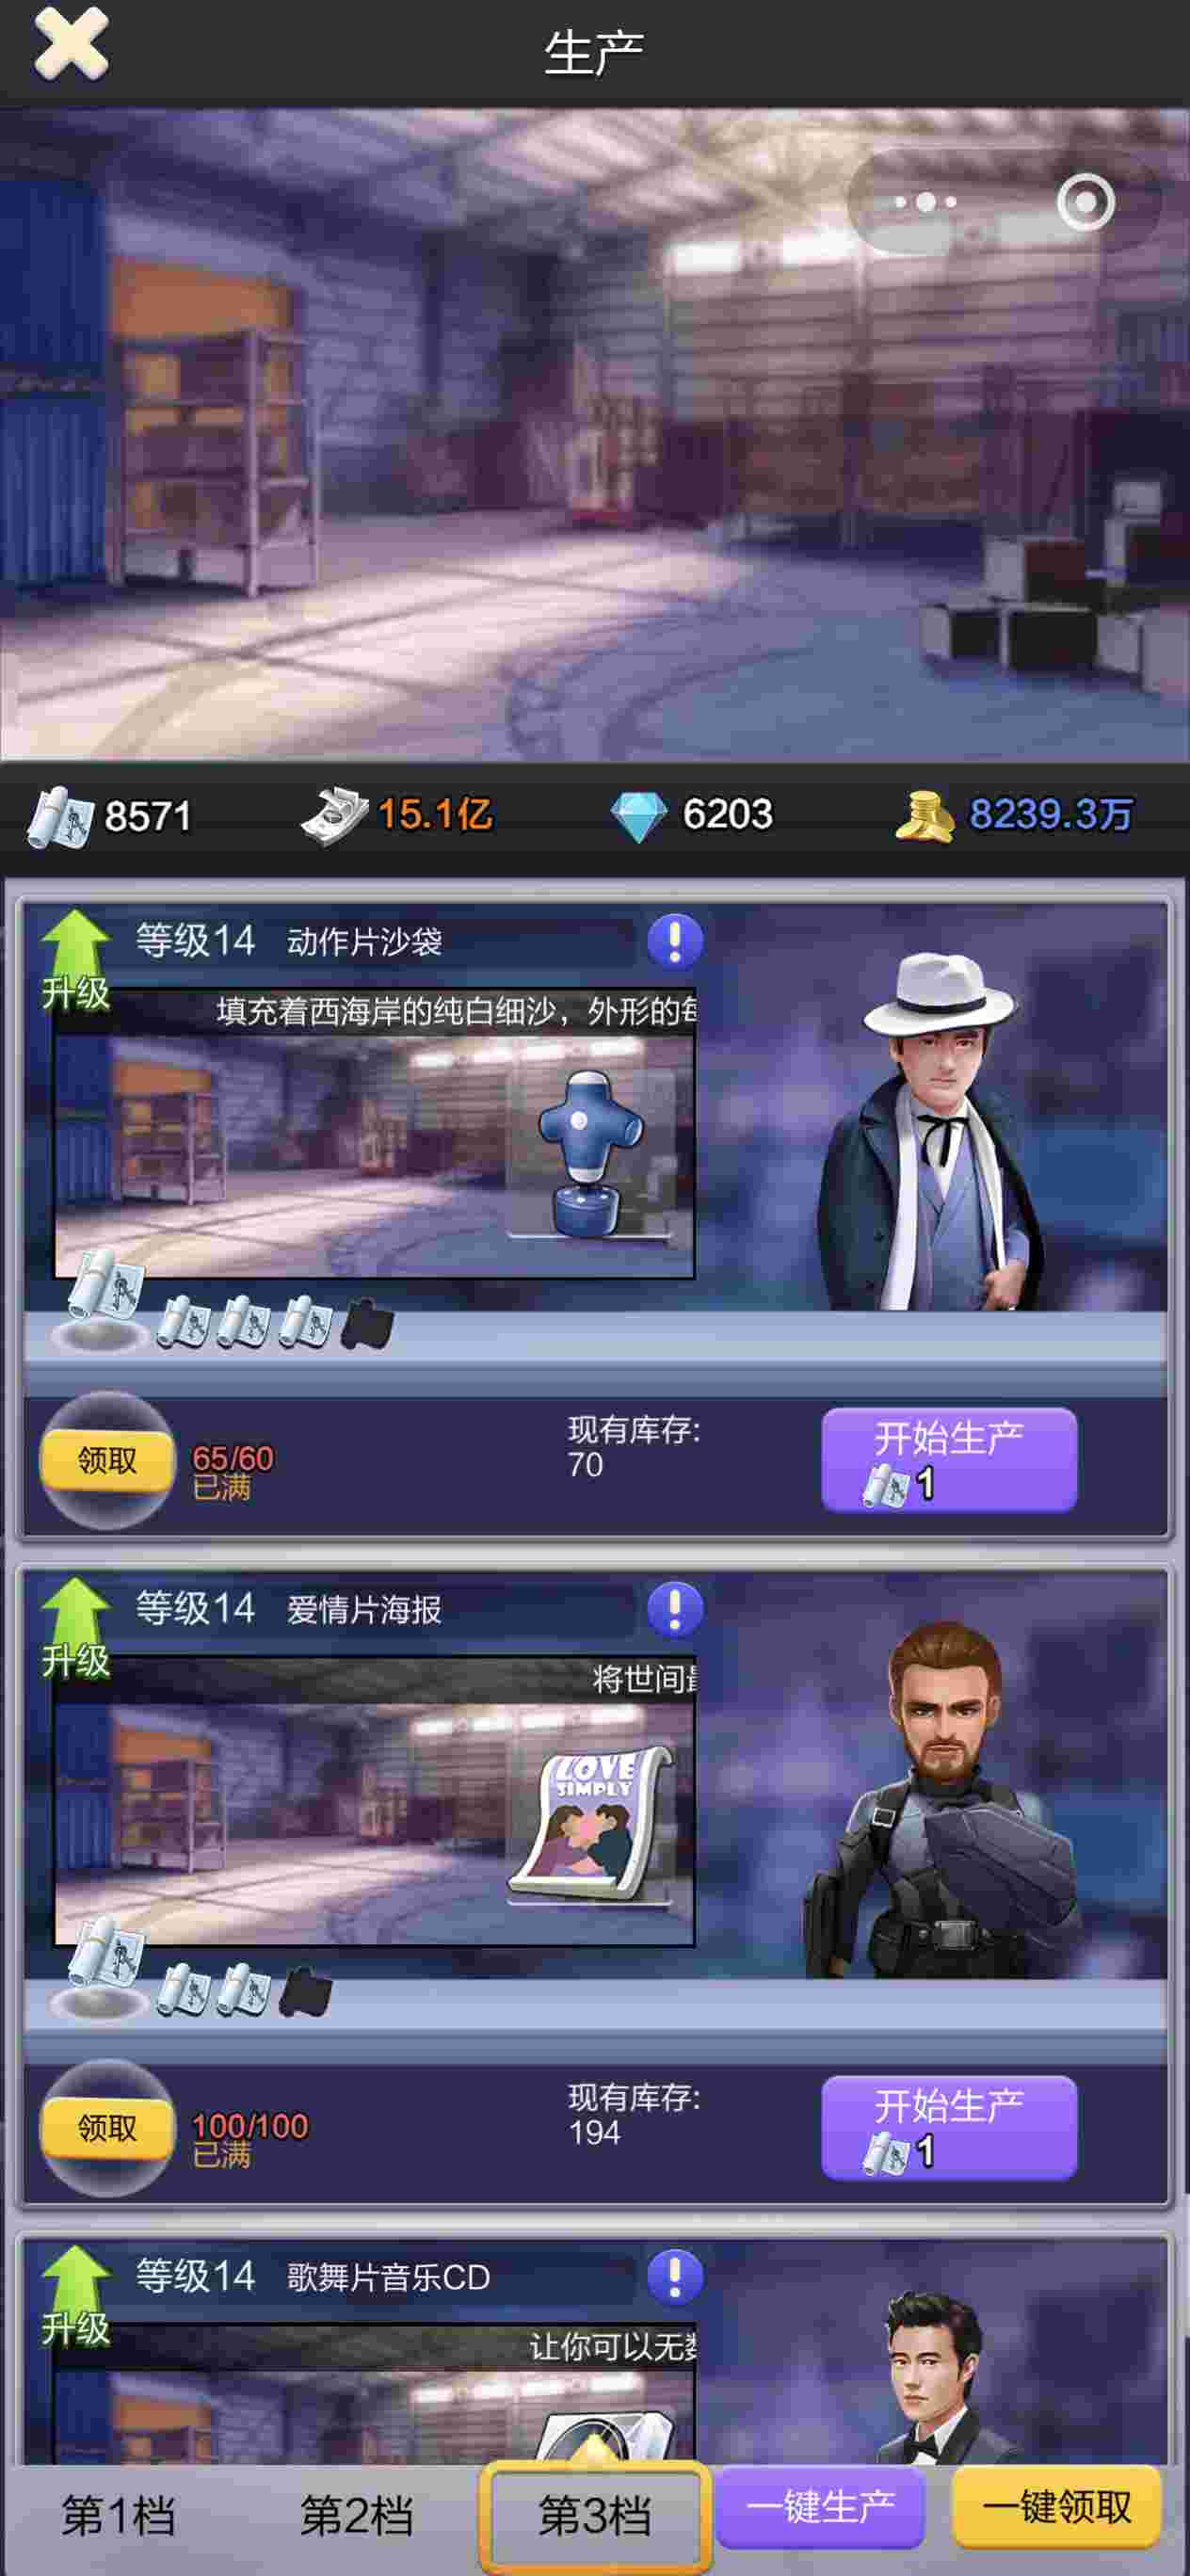 生产
8571
15.1亿
6203
8239.3万
升级
等级14 动作片沙袋
填充着西海岸的纯白细沙，外形的
领取
65/60
已满
现有库存:
70
开始生产
1
升级
等级14 爱情片海报
将世间
LOVE
SIMPLY
领取
100/100
已满
现有库存:
194
开始生产
1
升级
等级14 歌舞片音乐CD
让你可以无
第1档 第2档 第3档 一键生产 一键领取